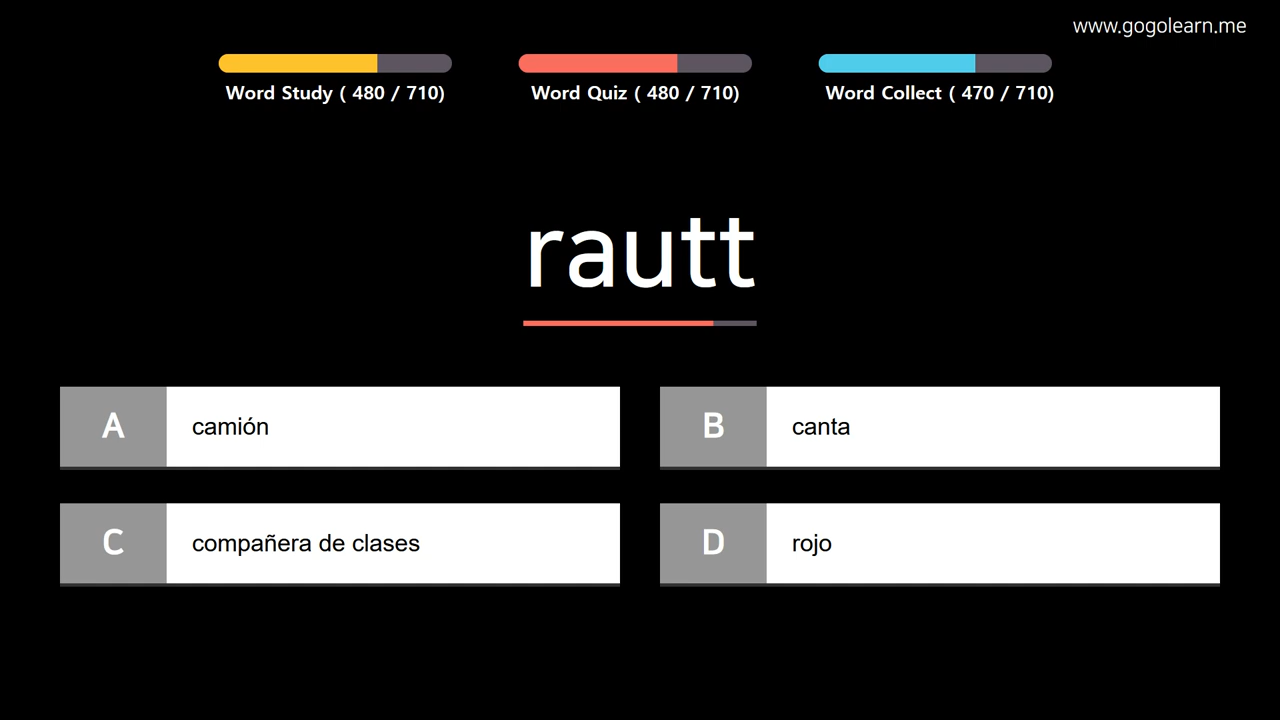 www.gogolearn.me
Word Study ( 480 / 710)
Word Quiz ( 480 / 710)
Word Collect ( 470 / 710)
rautt
A
camión
B
canta
C
compañera de clases
D
rojo